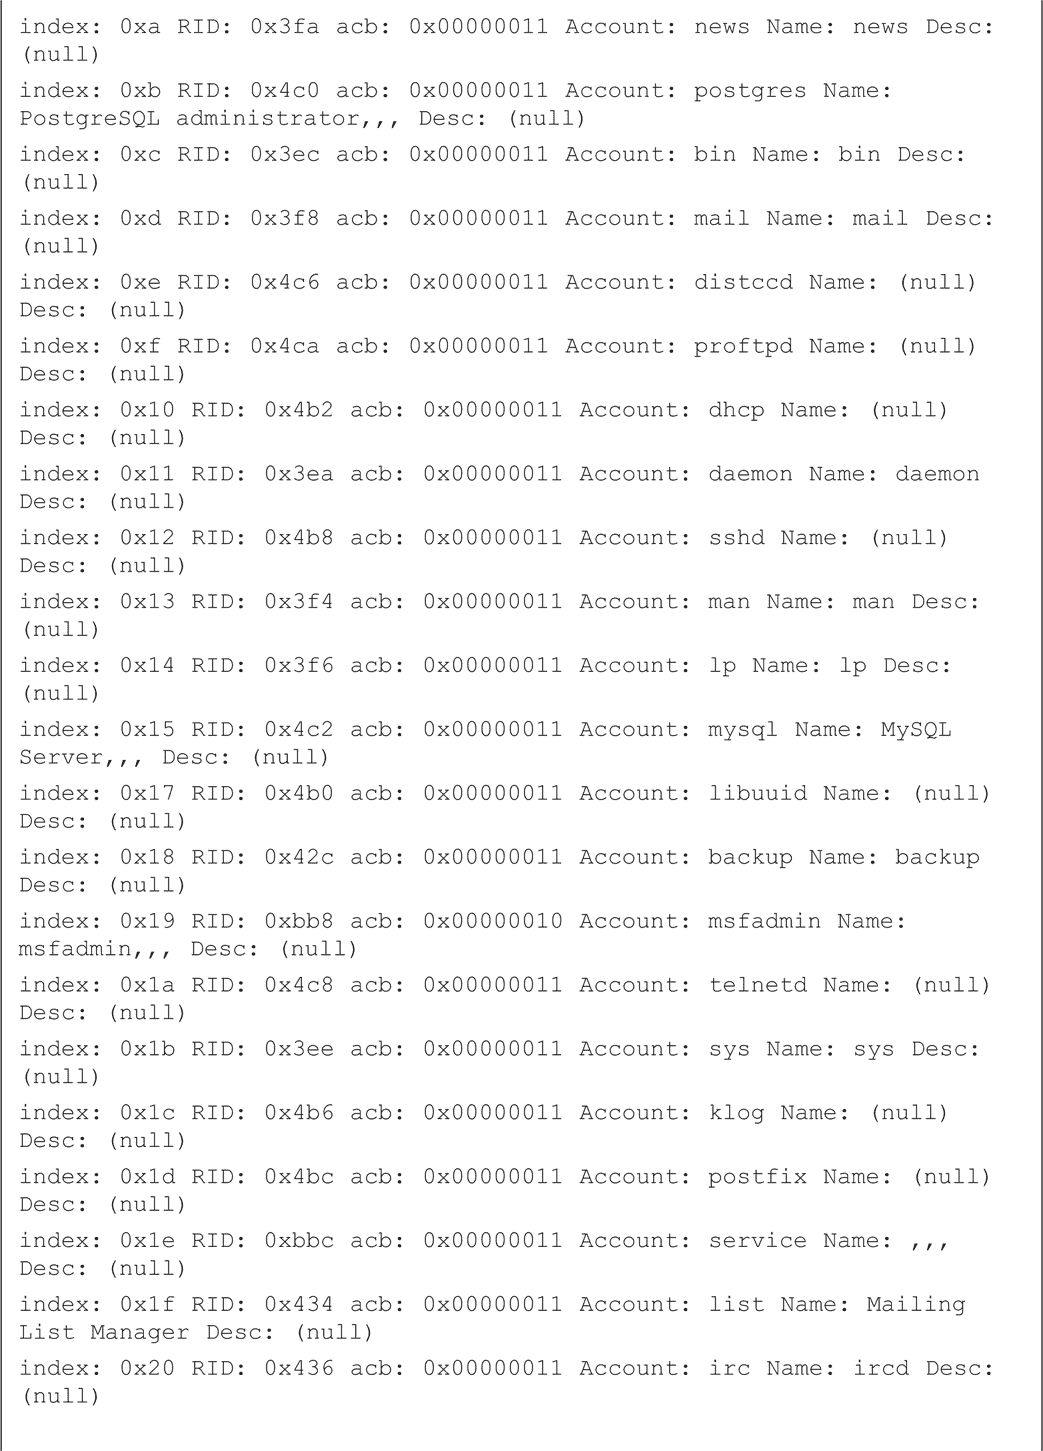 index: 0xa RID: 0x3fa acb: 0x00000011 Account: news Name: news Desc:
(null)
index: 0xb RID: 0x4c0 acb: 0x00000011 Account: postgres Name:
PostgreSQL administrator,,, Desc: (null)
index: 0xc RID: 0x3ec acb: 0x00000011 Account: bin Name: bin Desc:
(null)
index: 0xd RID: 0x3f8 acb: 0x00000011 Account: mail Name: mail Desc:
(null)
index: 0xe RID: 0x4c6 acb: 0x00000011 Account: distccd Name: (null)
Desc: (null)
index: 0xf RID: 0x4ca acb: 0x00000011 Account: proftpd Name: (null)
Desc: (null)
index: 0x10 RID: 0x4b2 acb: 0x00000011 Account: dhcp Name: (null)
Desc: (null)
index: 0x11 RID: 0x3ea acb: 0x00000011 Account: daemon Name: daemon
Desc: (null)
index: 0x12 RID: 0x4b8 acb: 0x00000011 Account: sshd Name: (null)
Desc: (null)
index: 0x13 RID: 0x3f4 acb: 0x00000011 Account: man Name: man Desc:
(null)
index: 0x14 RID: 0x3f6 acb: 0x00000011 Account: lp Name: lp Desc:
(null)
index: 0x15 RID: 0x4c2 acb: 0x00000011 Account: mysql Name: MySQL
Server,,, Desc: (null)
index: 0x17 RID: 0x4b0 acb: 0x00000011 Account: libuuid Name: (null)
Desc: (null)
index: 0x18 RID: 0x42c acb: 0x00000011 Account: backup Name: backup
Desc: (null)
index: 0x19 RID: 0xbb8 acb: 0x00000010 Account: msfadmin Name:
msfadmin,,, Desc: (null)
index: 0x1a RID: 0x4c8 acb: 0x00000011 Account: telnetd Name: (null)
Desc: (null)
index: 0x1b RID: 0x3ee acb: 0x00000011 Account: sys Name: sys Desc:
(null)
index: 0x1c RID: 0x4b6 acb: 0x00000011 Account: klog Name: (null)
Desc: (null)
index: 0x1d RID: 0x4bc acb: 0x00000011 Account: postfix Name: (null)
Desc: (null)
index: 0x1e RID: 0xbbc acb: 0x00000011 Account: service Name: ,,,
Desc: (null)
index: 0x1f RID: 0x434 acb: 0x00000011 Account: list Name: Mailing
List Manager Desc: (null)
index: 0x20 RID: 0x436 acb: 0x00000011 Account: irc Name: ircd Desc:
(null)